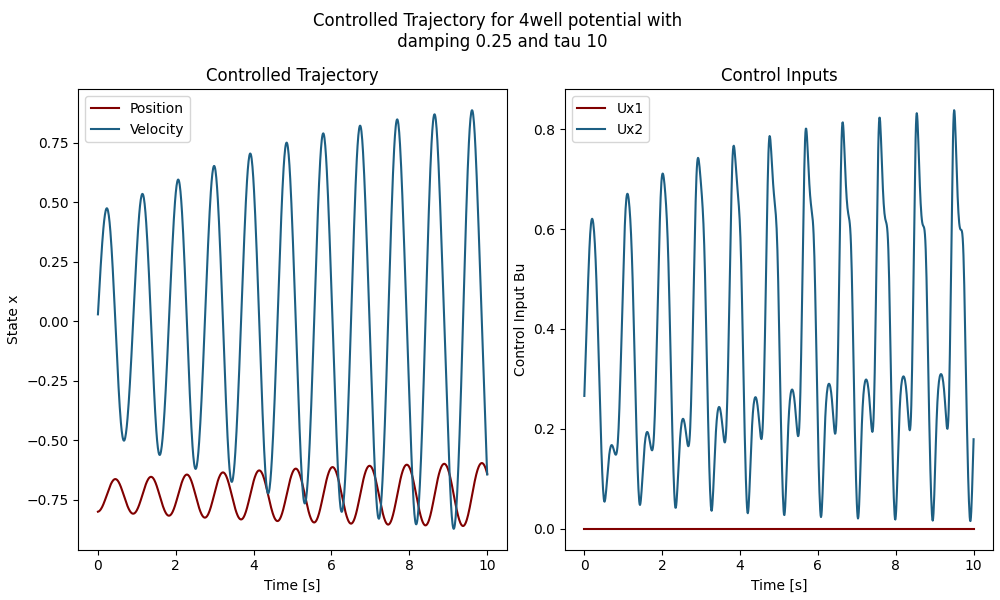 Controlled Trajectory for 4well potential with
damping 0.25 and tau 10
Controlled Trajectory
Position
Velocity
0.75
0.50
0.25
0.00
−0.25
−0.50
−0.75
State x
0
2
4
6
8
10
Time [s]
Control Inputs
Ux1
Ux2
0.8
0.6
0.4
0.2
0.0
Control Input Bu
0
2
4
6
8
10
Time [s]